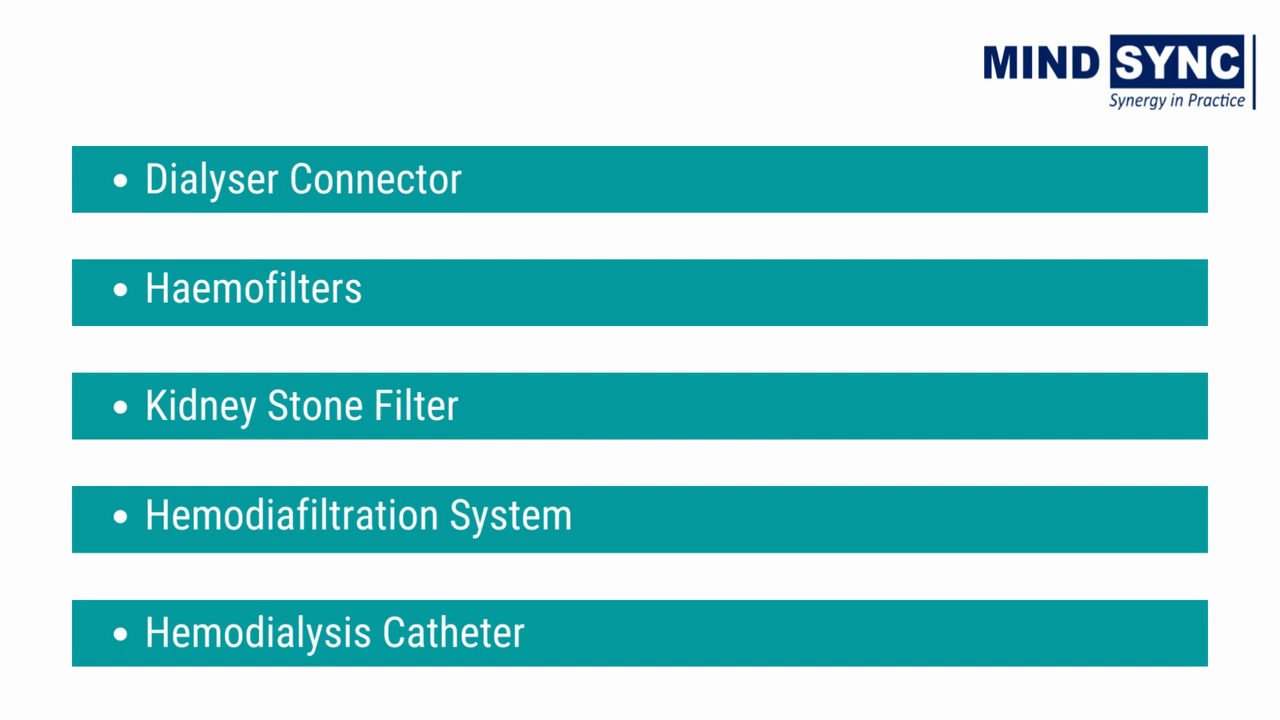 MIND SYNC
Synergy in Practice
• Dialyser Connector
• Haemofilters
• Kidney Stone Filter
• Hemodiafiltration System
• Hemodialysis Catheter